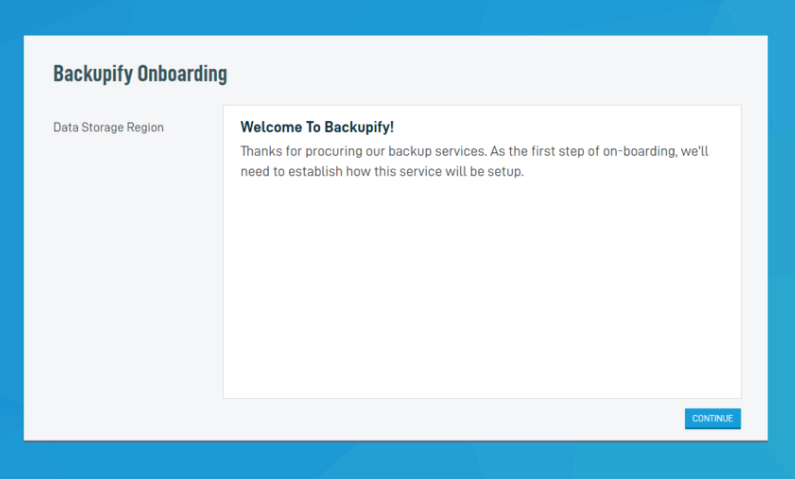 Backupify Onboarding
Data Storage Region
Welcome To Backupify!
Thanks for procuring our backup services. As the first step of on-boarding, we'll
need to establish how this service will be setup.
CONTINUE